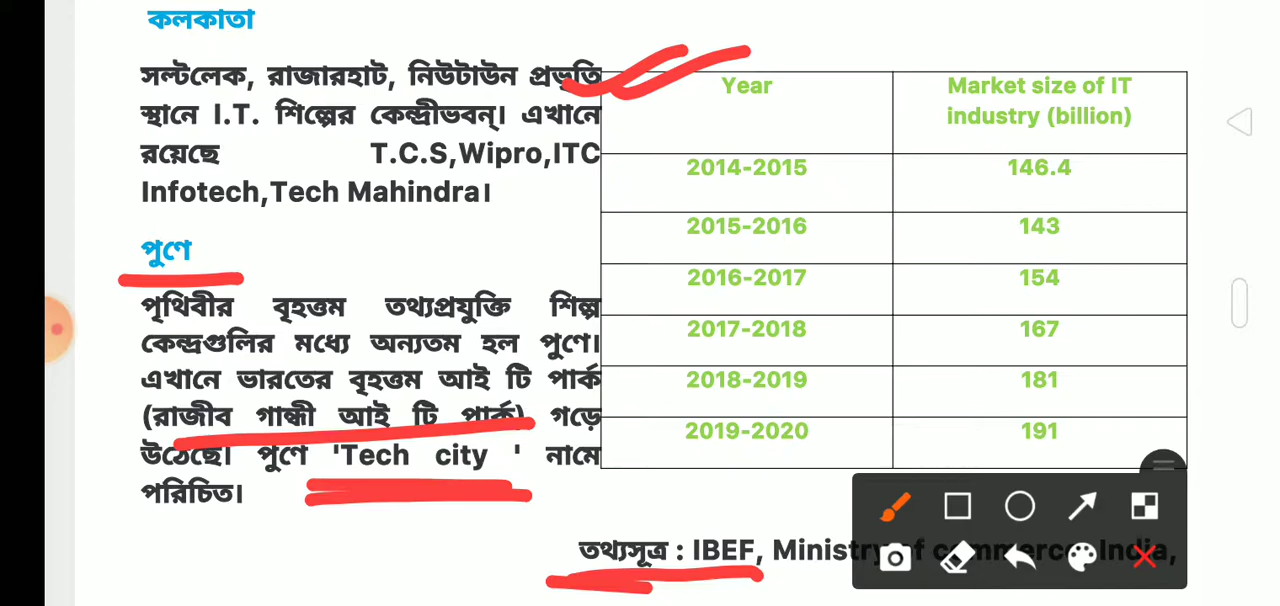 কলকাতা
সল্টলেক, রাজারহাট, নিউটাউন প্রভৃতি
স্থানে I.T. শিল্পের কেন্দ্রীভবন্। এখানে
রয়েছে T.C.S,Wipro,ITC
Infotech,Tech Mahindra।
পুণে
পৃথিবীর বৃহত্তম তথ্যপ্রযুক্তি শিল্প
কেন্দ্রগুলির মধ্যে অন্যতম হল পুণে।
এখানে ভারতের বৃহত্তম আই টি পার্ক
(রাজীব গান্ধী আই টি পার্ক) গড়ে
উঠেছে। পুণে 'Tech city ' নামে
পরিচিত।
Year Market size of IT
industry (billion)
2014-2015 146.4
2015-2016 143
2016-2017 154
2017-2018 167
2018-2019 181
2019-2020 191
তথ্যসূত্র : IBEF, Ministry of commerce, India,